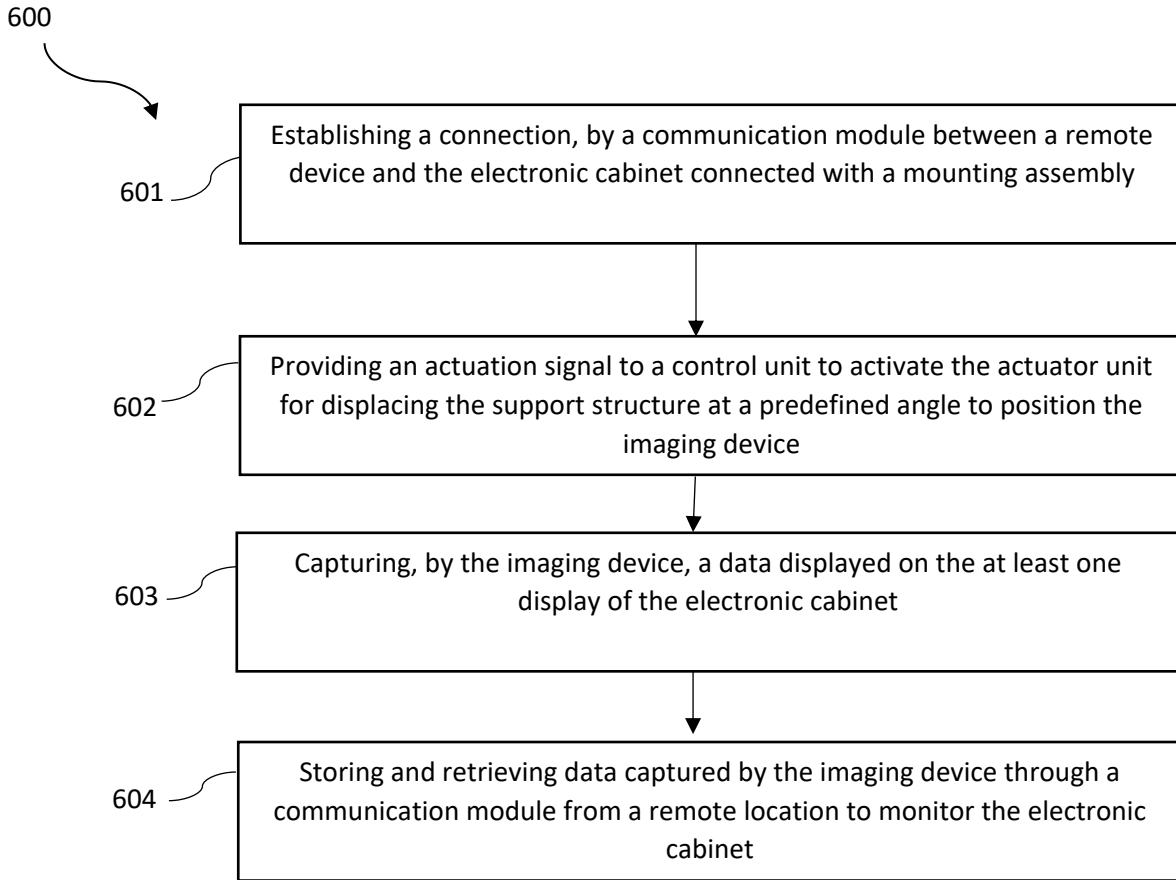 600
Establishing a connection, by a communication module between a remote
device and the electronic cabinet connected with a mounting assembly
601
Providing an actuation signal to a control unit to activate the actuator unit
for displacing the support structure at a predefined angle to position the
imaging device
602
Capturing, by the imaging device, a data displayed on the at least one
display of the electronic cabinet
603
Storing and retrieving data captured by the imaging device through a
communication module from a remote location to monitor the electronic
cabinet
604